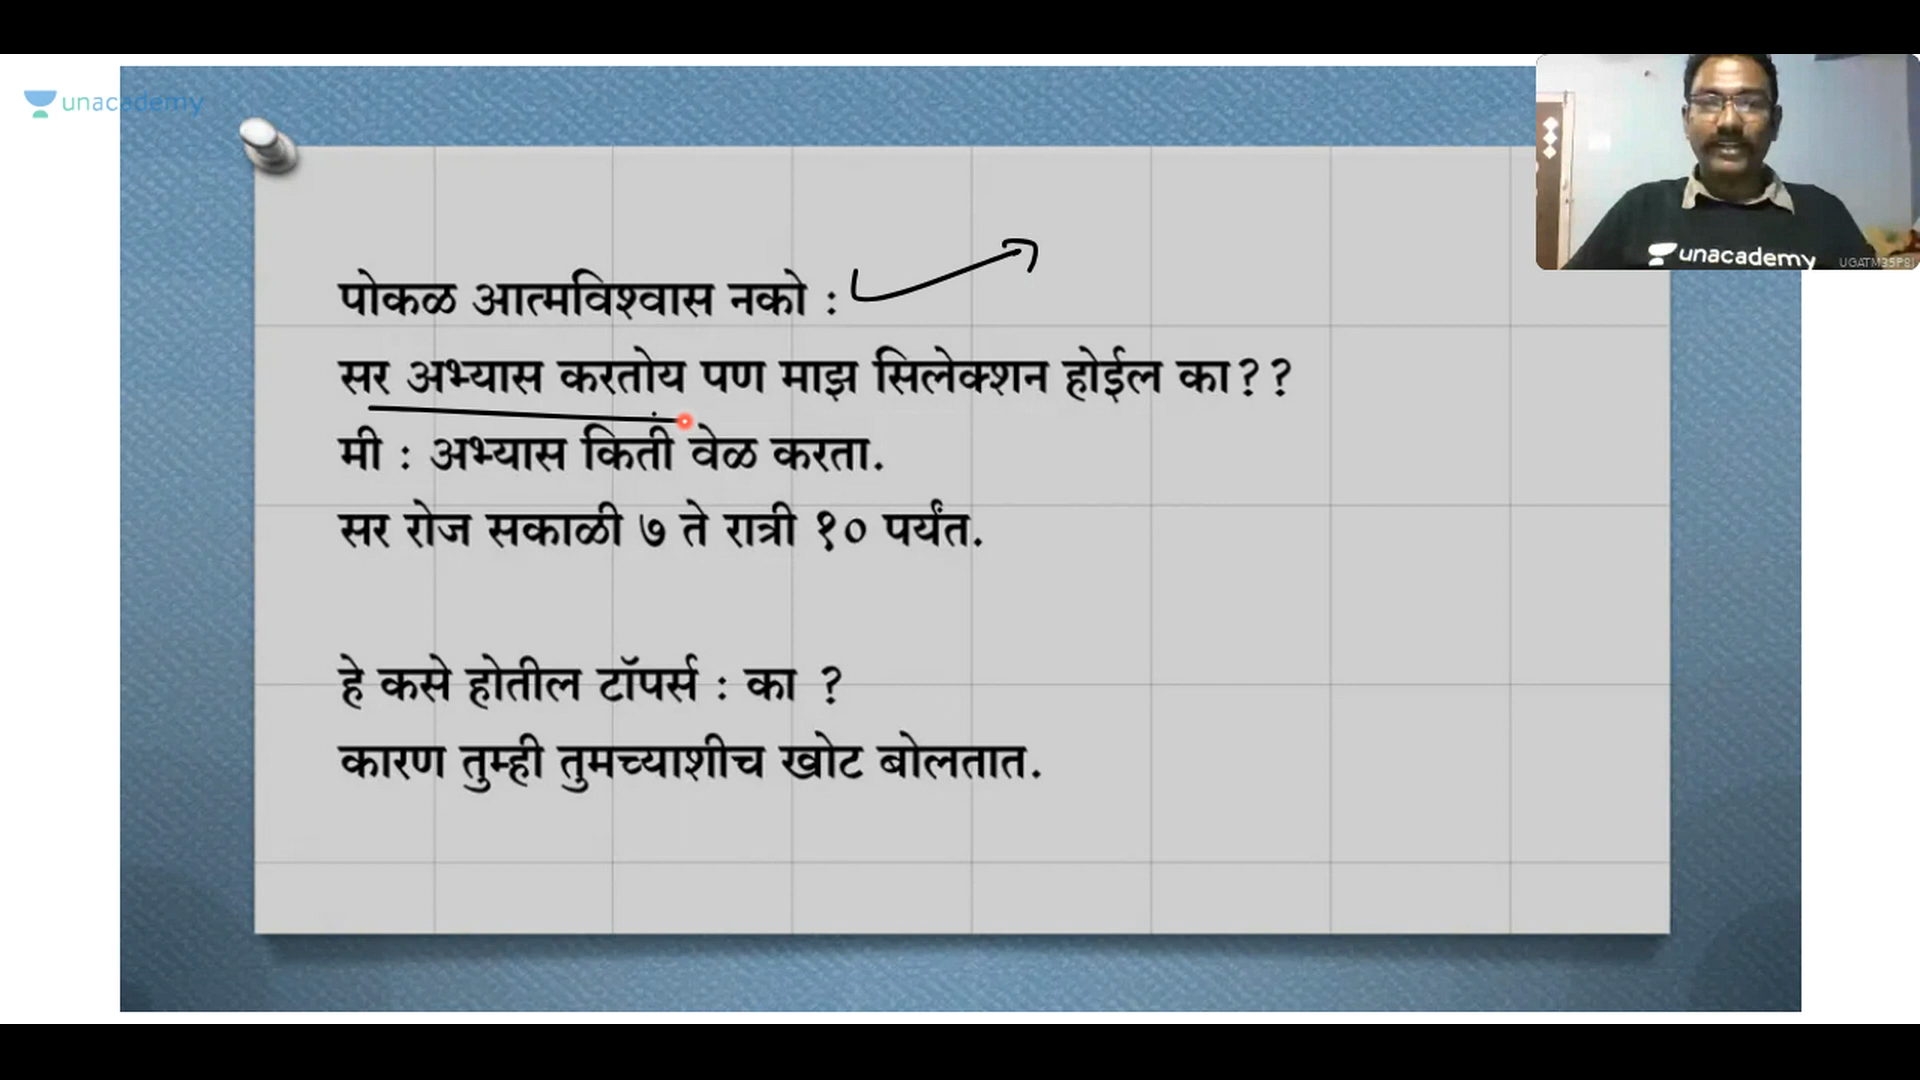 unacademy
पोकळ आत्मविश्वास नको :
सर अभ्यास करतोय पण माझ सिलेक्शन होईल का??
मी : अभ्यास किती वेळ करता.
सर रोज सकाळी ७ ते रात्री १० पर्यंत.
हे कसे होतील टॉपर्स : का ?
कारण तुम्ही तुमच्याशीच खोट बोलतात.
unacademy